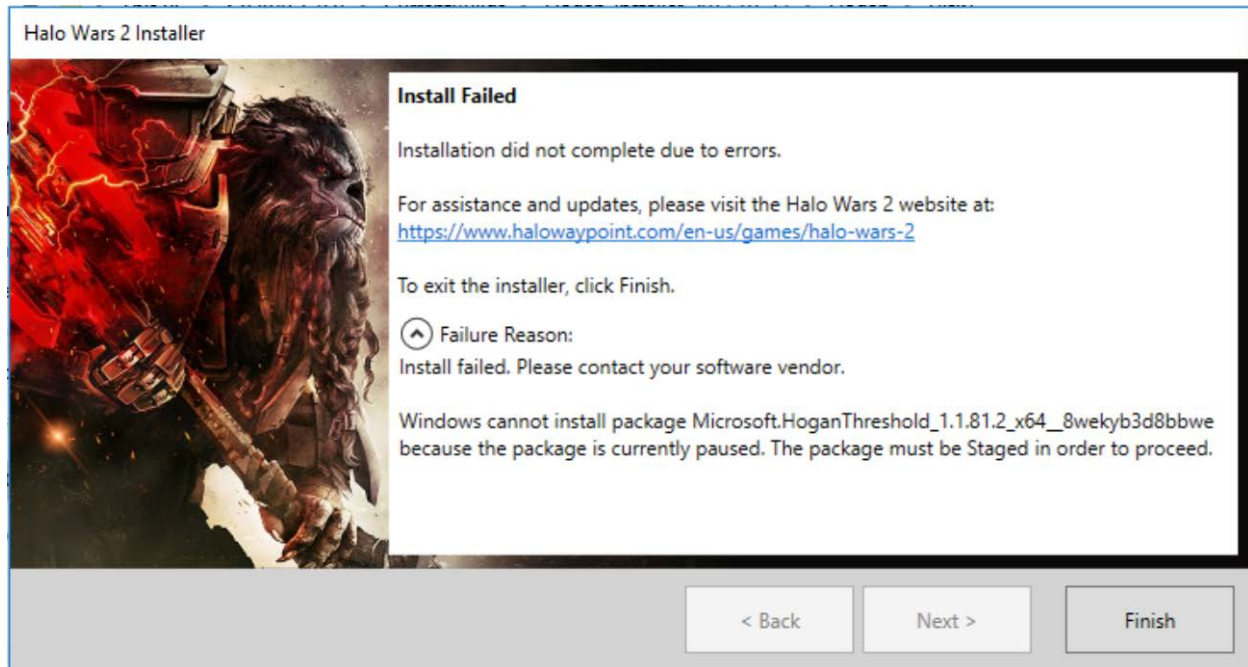 Halo Wars 2 Installer
Install Failed
Installation did not complete due to errors.
For assistance and updates, please visit the Halo Wars 2 website at:
https://www.halowaypoint.com/en-us/games/halo-wars-2
To exit the installer, click Finish.
Failure Reason:
Install failed. Please contact your software vendor.
Windows cannot install package Microsoft.HoganThreshold_1.1.81.2_x64__8wekyb3d8bbwe
because the package is currently paused. The package must be Staged in order to proceed.
< Back
Next >
Finish